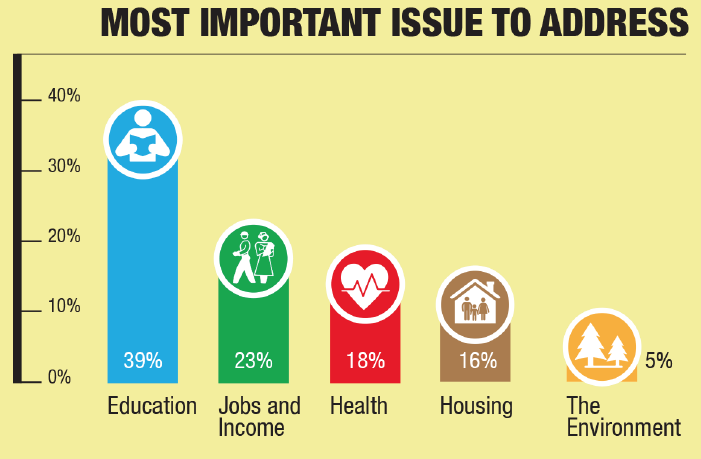 MOST IMPORTANT ISSUE TO ADDRESS
40%
30%
20%
10%
0%
39%
23%
18%
16%
5%
Education
Jobs and
Income
Health
Housing
The
Environment